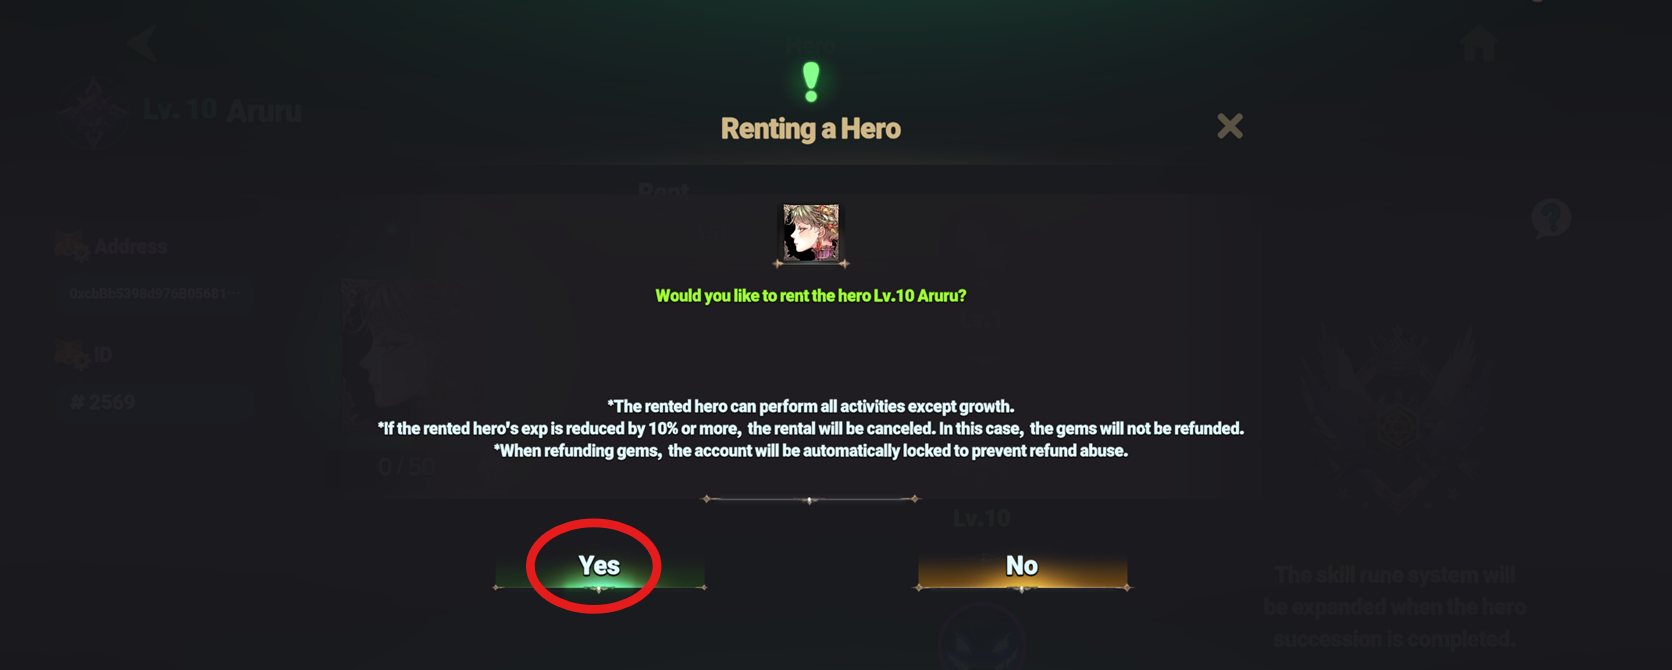 Hero
Lv. 10 Aruru
Renting a Hero
Rent
Address
0xcbBb5398d976B05681...
ID
# 2569
Would you like to rent the hero Lv.10 Aruru?
Lv.1
*The rented hero can perform all activities except growth.
*If the rented hero's exp is reduced by 10% or more, the rental will be canceled. In this case, the gems will not be refunded.
*When refunding gems, the account will be automatically locked to prevent refund abuse.
0 / 50
Lv.10
Yes
No
The skill rune system will
be expanded when the hero
succession is completed.